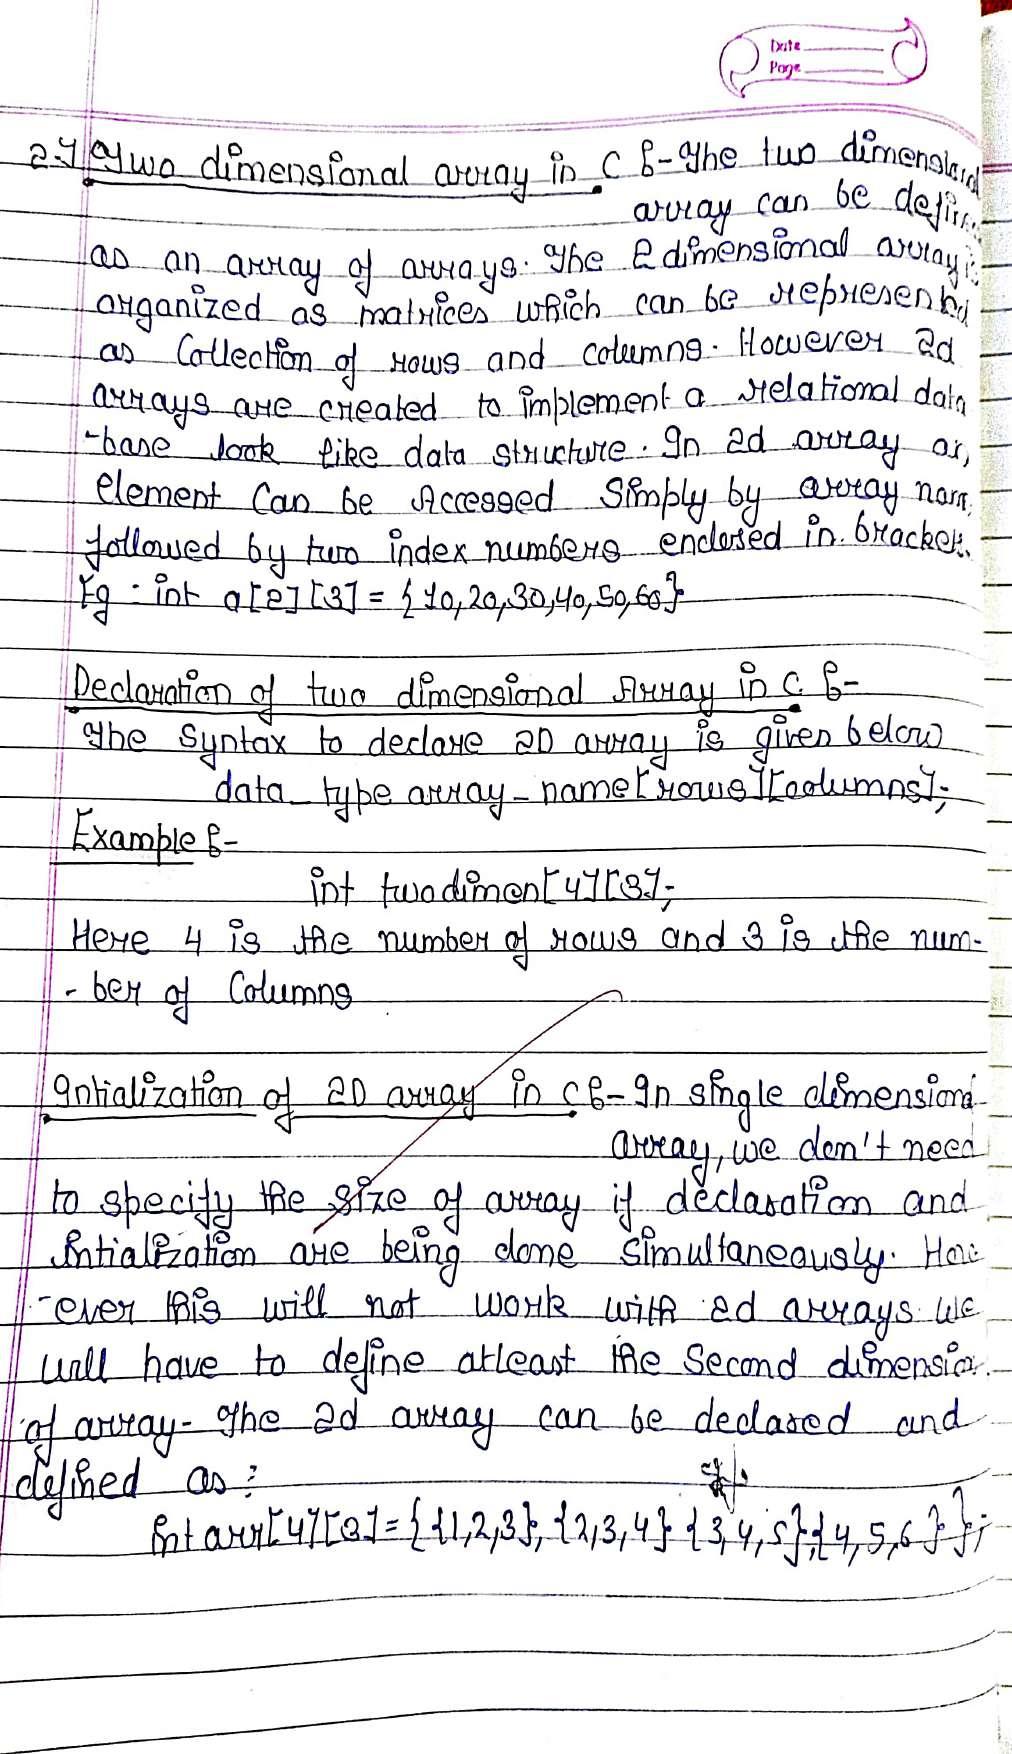 Date
Page
2.) Two dimensional array in C :- The two dimensional
array can be
as an array of arrays. The 2 dimensional array is
organized as matrices which can be represented
as Collection of rows and columns. However 2d
arrays are created to implement a relational data
-base look like data structure. In 2d array an
element Can be Accessed Simply by array name
followed by two index numbers enclosed in bracket.
Eg : int a[2][3] = {10,20,30,40,50,60}
Declaration of two dimensional Array in C :-
The Syntax to declare 2D array is given below
data_type array_name[rows][columns];
Example :-
int twodimen[4][3];
Here 4 is the number of rows and 3 is the num-
- ber of Columns
Intialization of 2D array in C :- In single dimensional
array, we don't need
to specify the size of array if declaration and
intialization are being done simultaneously. How
-ever this will not work with 2d arrays. We
will have to define atleast the Second dimension
of array- The 2d array can be declared and
defined as :
int arr[4][3] = {{1,2,3}, {2,3,4} {3,4,5},{4,5,6}};